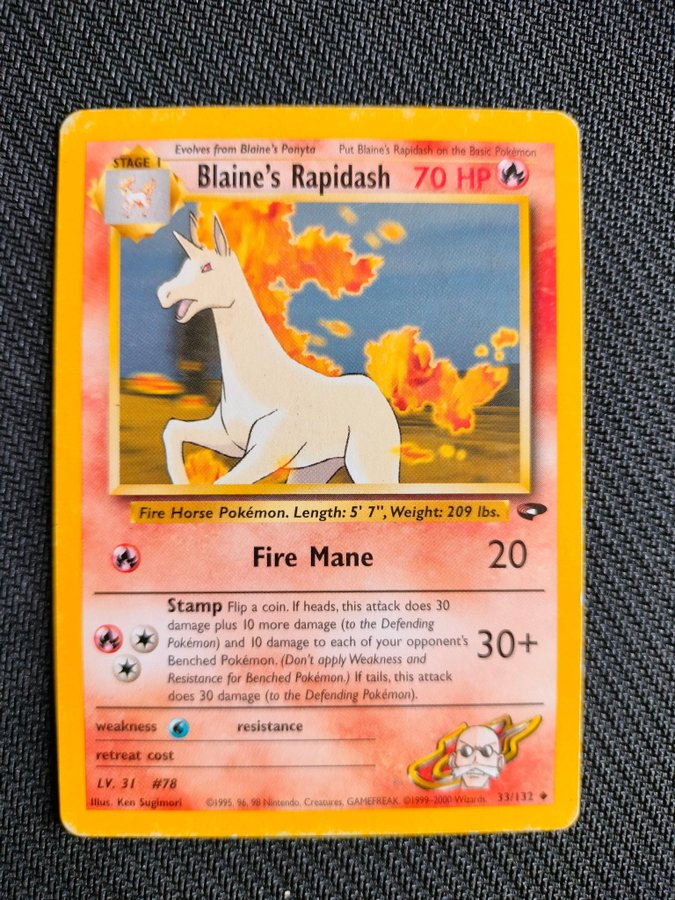 Evolves from Blaine's Ponyta Put Blaine's Rapidash on the Basic Pokémon
STAGE 1
Blaine's Rapidash 70 HP
Fire Horse Pokémon. Length: 5' 7", Weight: 209 lbs.
Fire Mane 20
Stamp Flip a coin. If heads, this attack does 30
damage plus 10 more damage (to the Defending
Pokémon) and 10 damage to each of your opponent's
Benched Pokémon. (Don't apply Weakness and
Resistance for Benched Pokémon.) If tails, this attack
does 30 damage (to the Defending Pokémon).
30+
weakness resistance
retreat cost
LV. 31 #78
Illus. Ken Sugimori ©1995, 96, 98 Nintendo, Creatures, GAMEFREAK. ©1999-2000 Wizards. 33/132